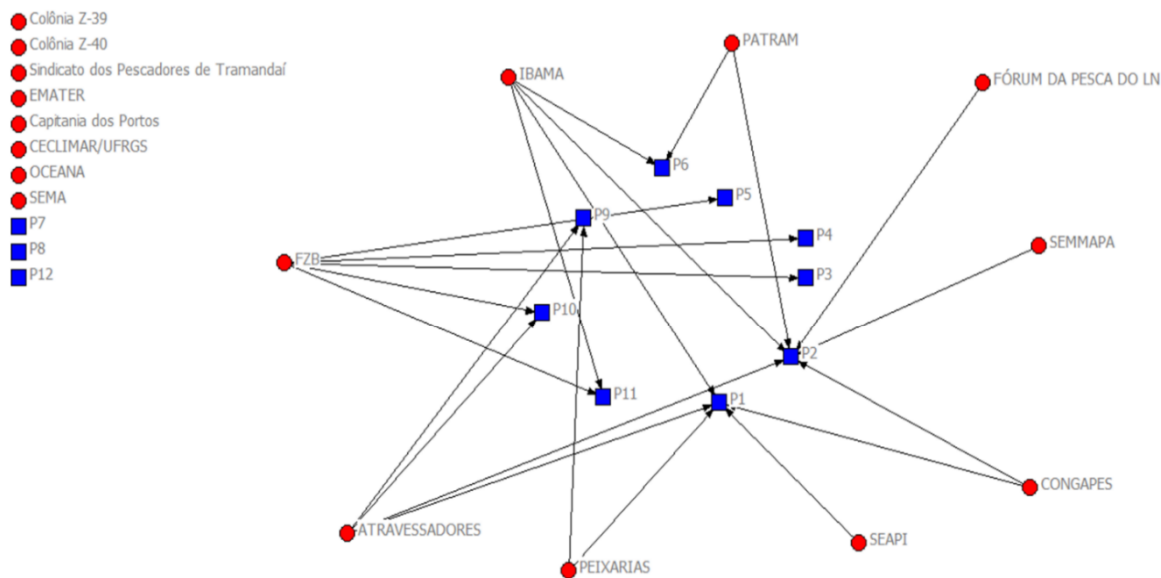 Colônia Z-39
Colônia Z-40
Sindicato dos Pescadores de Tramandaí
EMATER
Capitania dos Portos
CECLIMAR/UFRGS
OCEANA
SEMA
P7
P8
P12
PATRAM
IBAMA
FÓRUM DA PESCA DO LN
P6
P5
P9
P4
SEMMAPA
FZB
P3
P10
P2
P11
P1
CONGAPES
ATRAVESSADORES
SEAPI
PEIXARIAS